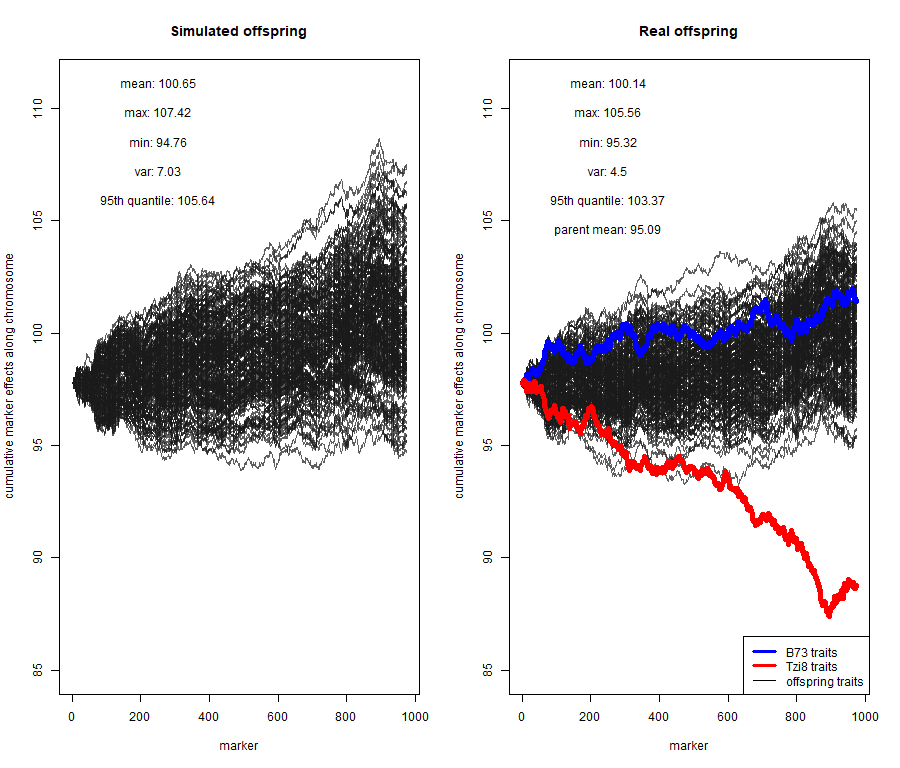 Simulated offspring
mean: 100.65
max: 107.42
min: 94.76
var: 7.03
95th quantile: 105.64
cumulative marker effects along chromosome
110
105
100
95
90
85
0 200 400 600 800 1000
marker
Real offspring
mean: 100.14
max: 105.56
min: 95.32
var: 4.5
95th quantile: 103.37
parent mean: 95.09
cumulative marker effects along chromosome
110
105
100
95
90
85
B73 traits
Tzi8 traits
offspring traits
0 200 400 600 800 1000
marker